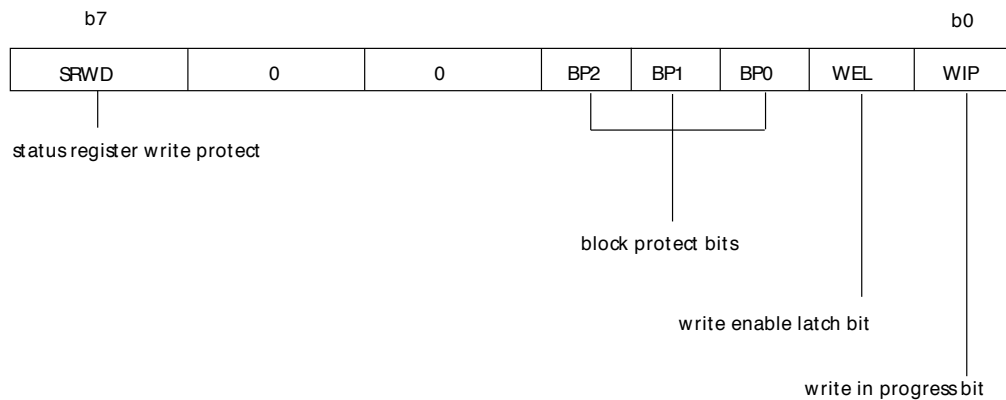 b7 b0
SRWD 0 0 BP2 BP1 BP0 WEL WIP
status register write protect
block protect bits
write enable latch bit
write in progress bit